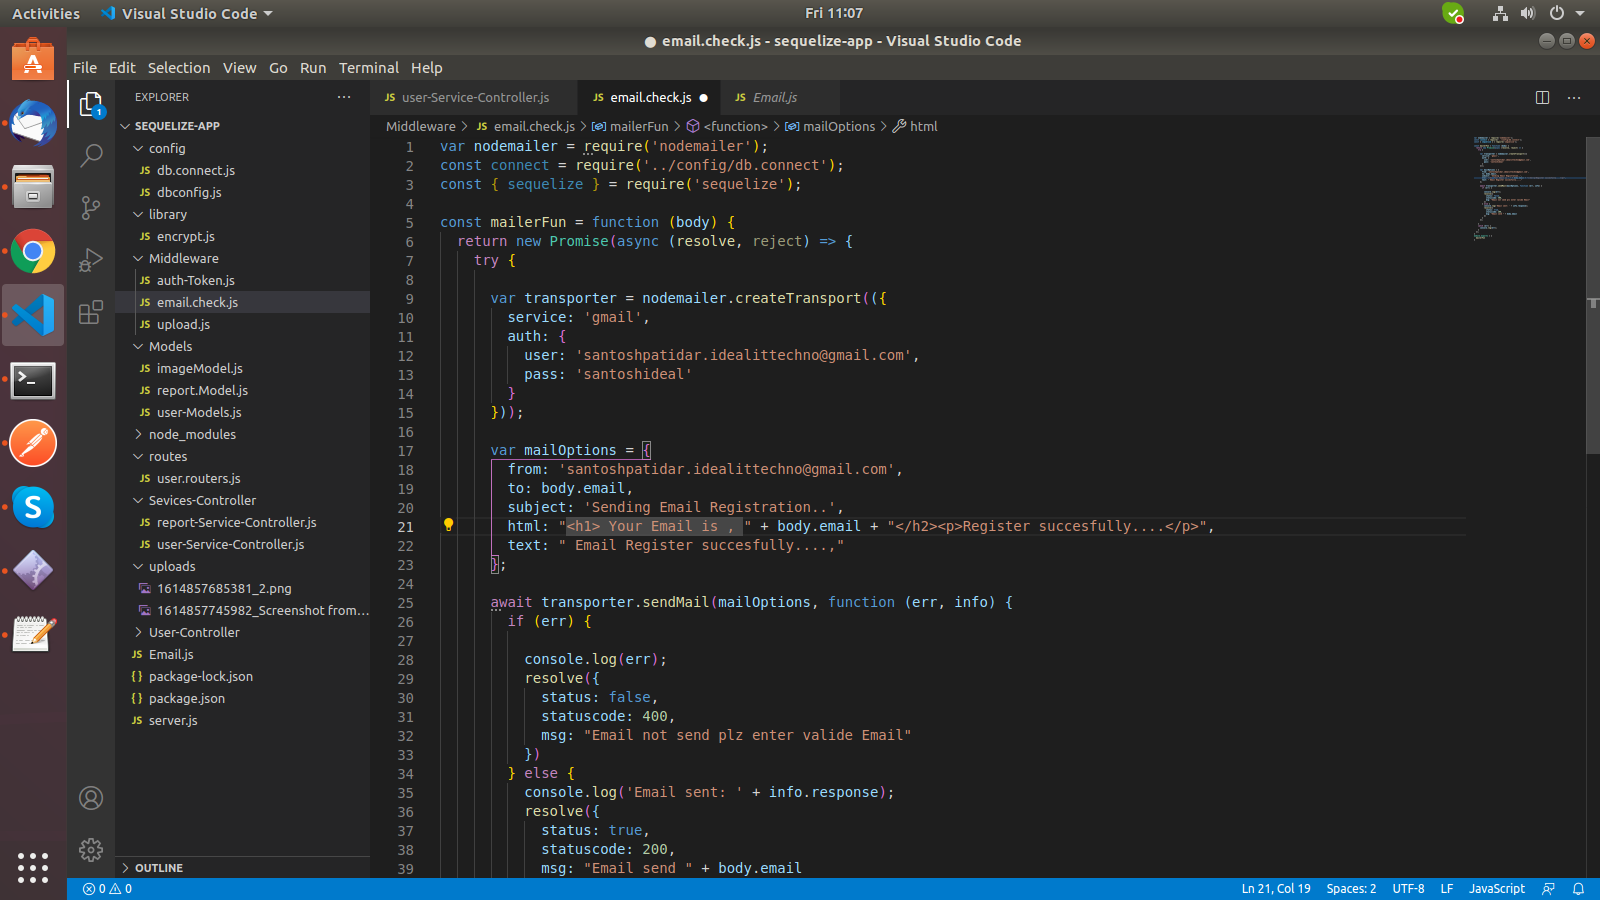 Activities
Visual Studio Code
Fri 11:07
● email.check.js - sequelize-app - Visual Studio Code
File Edit Selection View Go Run Terminal Help
1
EXPLORER
SEQUELIZE-APP
config
JS db.connect.js
JS dbconfig.js
library
JS encrypt.js
Middleware
JS auth-Token.js
JS email.check.js
JS upload.js
Models
JS imageModel.js
JS report.Model.js
JS user-Models.js
node_modules
routes
JS user.routers.js
Sevices-Controller
JS report-Service-Controller.js
JS user-Service-Controller.js
uploads
1614857685381_2.png
1614857745982_Screenshot from...
User-Controller
JS Email.js
{} package-lock.json
{} package.json
JS server.js
OUTLINE
JS user-Service-Controller.js
JS email.check.js ●
JS Email.js
Middleware > JS email.check.js > mailerFun > <function> > mailOptions > html
1 var nodemailer = require('nodemailer');
2 const connect = require('../config/db.connect');
3 const { sequelize } = require('sequelize');
4
5 const mailerFun = function (body) {
6 return new Promise(async (resolve, reject) => {
7 try {
8
9 var transporter = nodemailer.createTransport(({
10 service: 'gmail',
11 auth: {
12 user: 'santoshpatidar.idealittechno@gmail.com',
13 pass: 'santoshideal'
14 }
15 }));
16
17 var mailOptions = {
18 from: 'santoshpatidar.idealittechno@gmail.com',
19 to: body.email,
20 subject: 'Sending Email Registration..',
21 html: "<h1> Your Email is , " + body.email + "</h2><p>Register succesfully....</p>",
22 text: " Email Register succesfully....,"
23 };
24
25 await transporter.sendMail(mailOptions, function (err, info) {
26 if (err) {
27
28 console.log(err);
29 resolve({
30 status: false,
31 statuscode: 400,
32 msg: "Email not send plz enter valide Email"
33 })
34 } else {
35 console.log('Email sent: ' + info.response);
36 resolve({
37 status: true,
38 statuscode: 200,
39 msg: "Email send " + body.email
0 0
Ln 21, Col 19 Spaces: 2 UTF-8 LF JavaScript